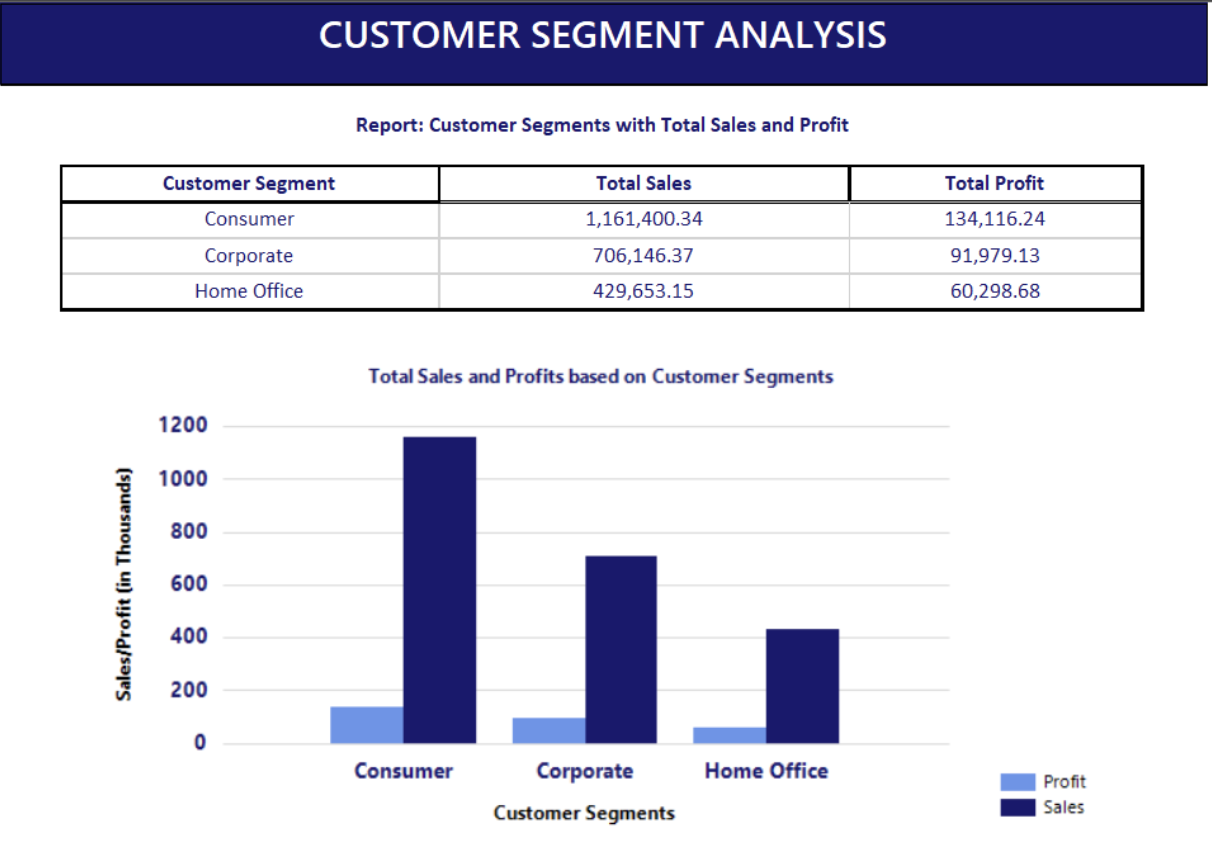 CUSTOMER SEGMENT ANALYSIS
Report: Customer Segments with Total Sales and Profit
Customer Segment Total Sales Total Profit
Consumer 1,161,400.34 134,116.24
Corporate 706,146.37 91,979.13
Home Office 429,653.15 60,298.68
Total Sales and Profits based on Customer Segments
Sales/Profit (in Thousands)
1200
1000
800
600
400
200
0
Consumer Corporate Home Office
Customer Segments
Profit
Sales